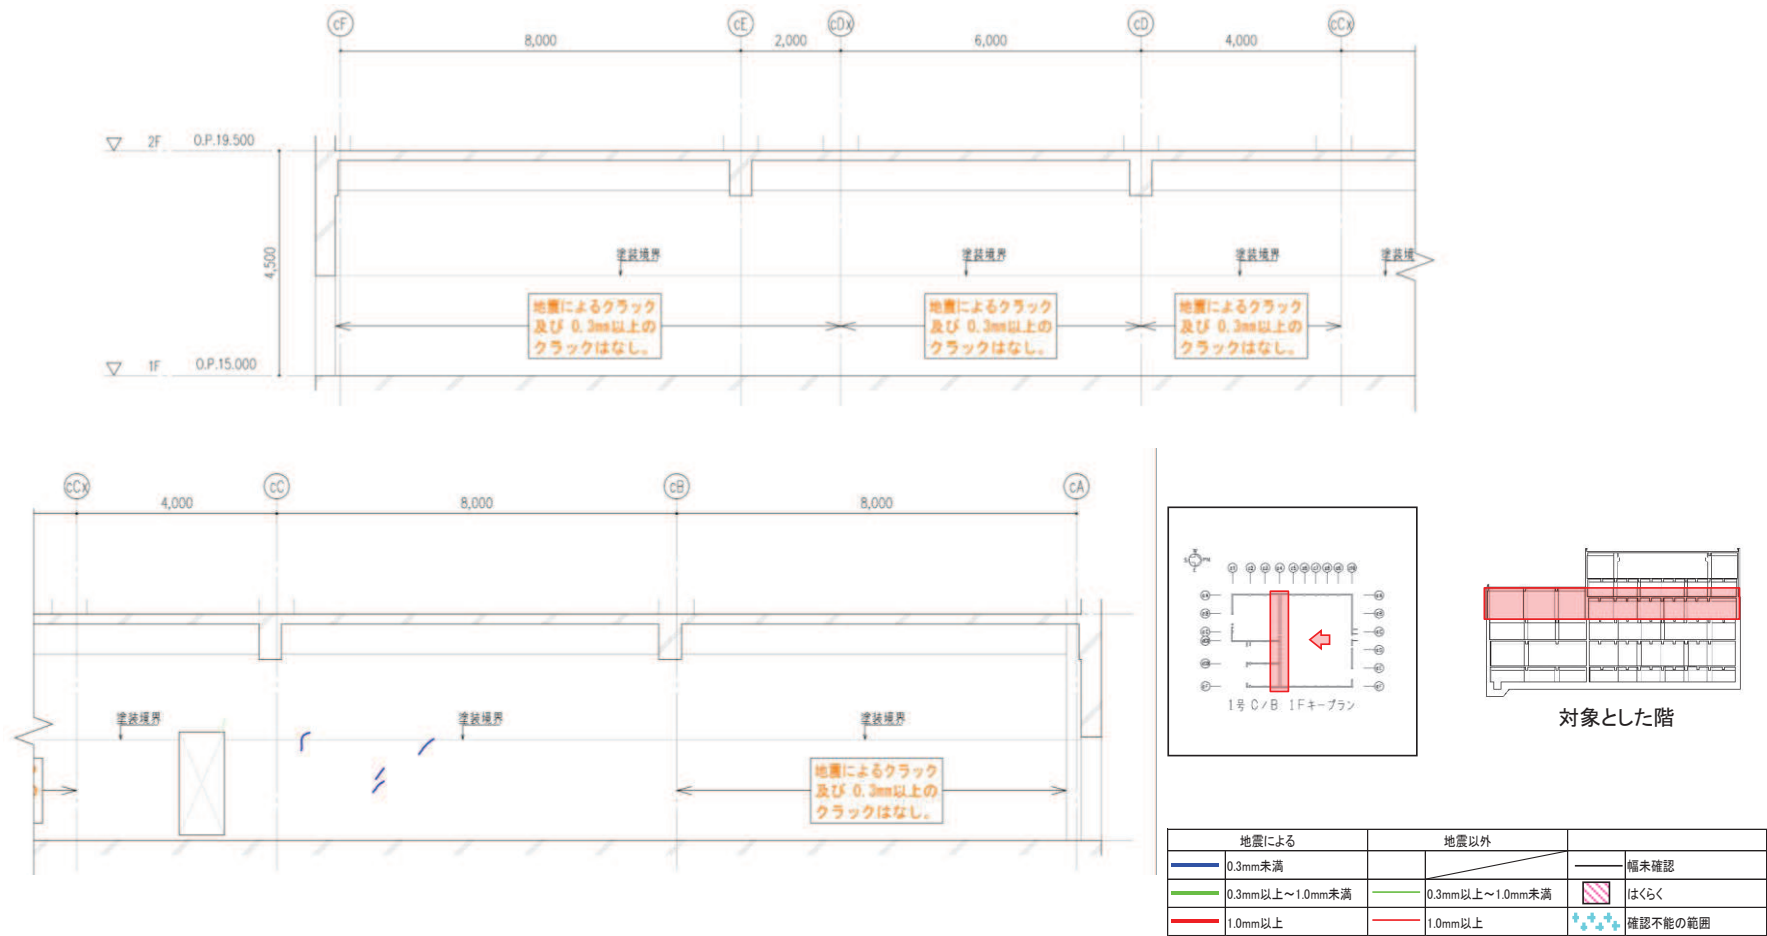 cF cE cDx cD cCx
8,000 2,000 6,000 4,000
2F O.P.19.500
4,500
塗装境界 塗装境界 塗装境界 塗装境
地震によるクラック
及び 0.3mm以上の
クラックはなし。
地震によるクラック
及び 0.3mm以上の
クラックはなし。
地震によるクラック
及び 0.3mm以上の
クラックはなし。
1F O.P.15.000
cCx cC cB cA
4,000 8,000 8,000
塗装境界 塗装境界 塗装境界
地震によるクラック
及び 0.3mm以上の
クラックはなし。
1号 C/B 1Fキープラン
対象とした階
地震による 地震以外
0.3mm未満 幅未確認
0.3mm以上～1.0mm未満 0.3mm以上～1.0mm未満 はくらく
1.0mm以上 1.0mm以上 確認不能の範囲